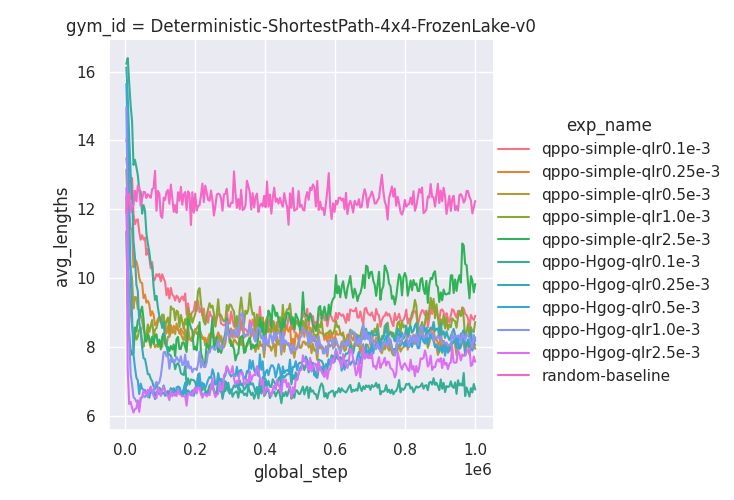 gym_id = Deterministic-ShortestPath-4x4-FrozenLake-v0
16
14
12
10
8
6
avg_lengths
0.0 0.2 0.4 0.6 0.8 1.0
1e6
global_step
exp_name
qppo-simple-qlr0.1e-3
qppo-simple-qlr0.25e-3
qppo-simple-qlr0.5e-3
qppo-simple-qlr1.0e-3
qppo-simple-qlr2.5e-3
qppo-Hgog-qlr0.1e-3
qppo-Hgog-qlr0.25e-3
qppo-Hgog-qlr0.5e-3
qppo-Hgog-qlr1.0e-3
qppo-Hgog-qlr2.5e-3
random-baseline